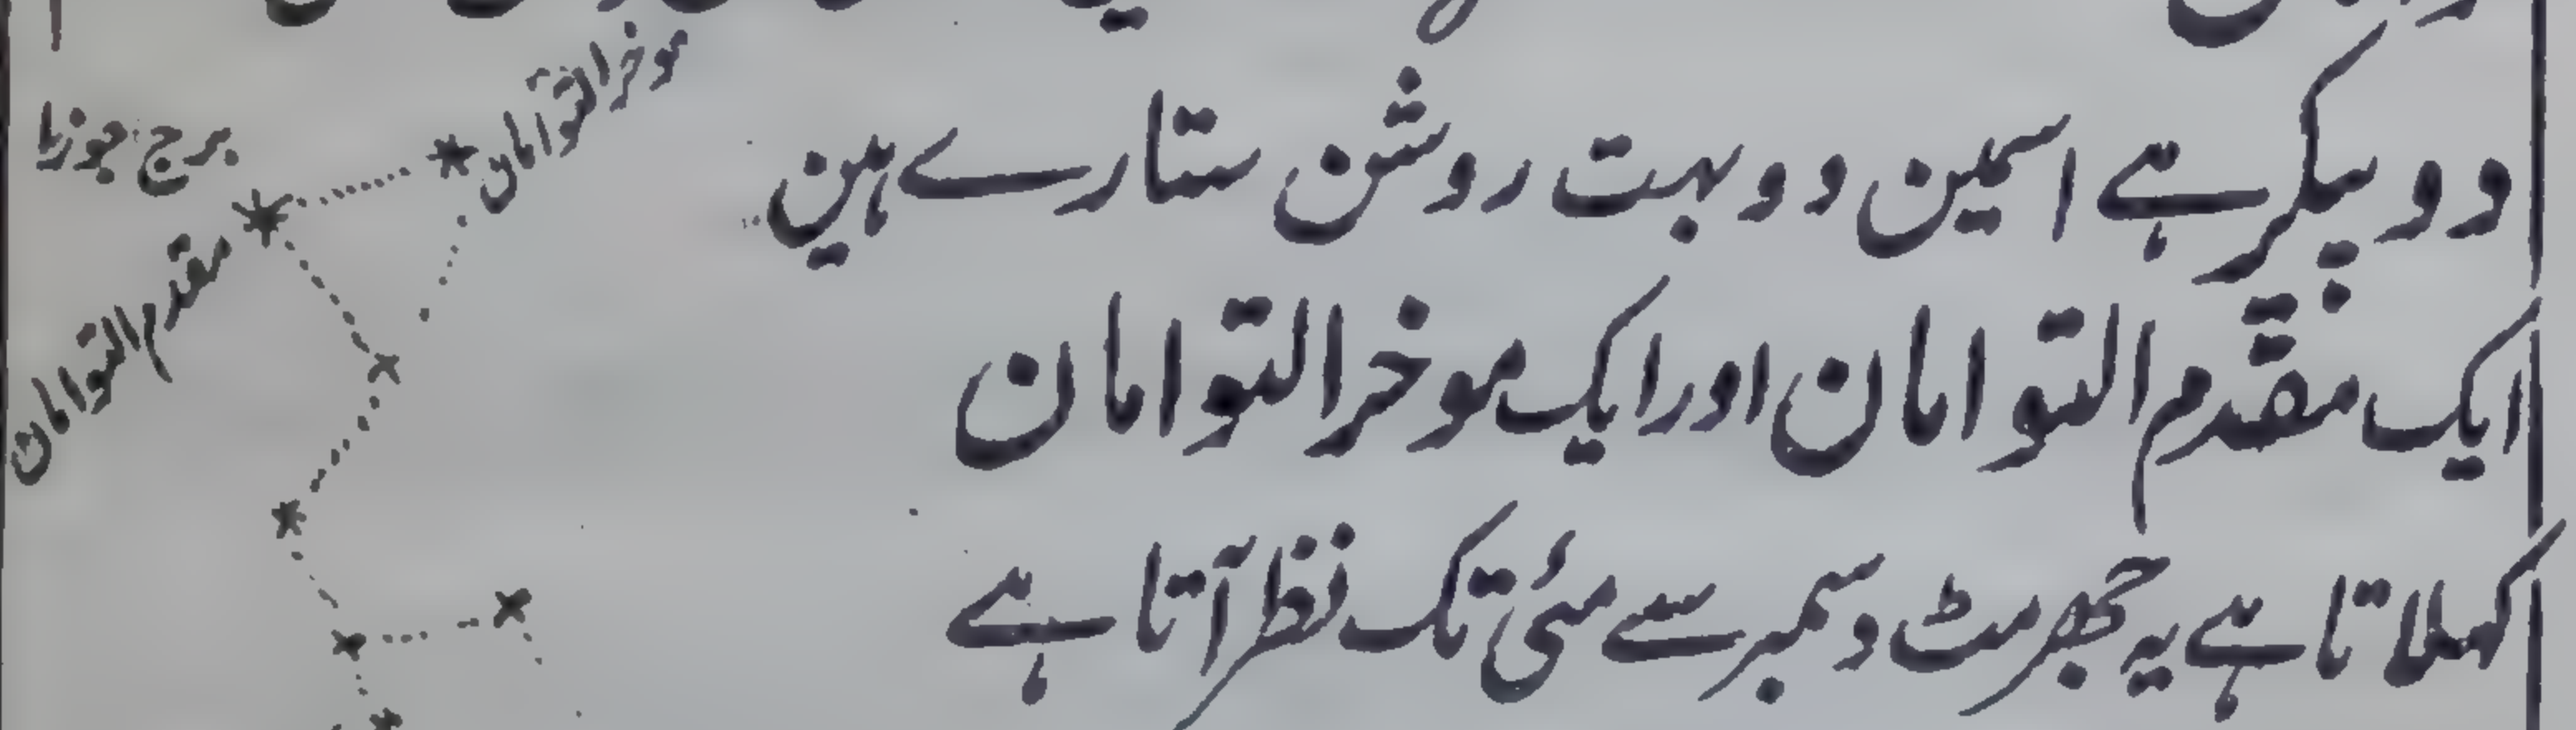 دو پیکر ہے اسمین دو بہت روشن ستارے ہین
ایک مقدم التوامان اور ایک موخر التوامان
کہلاتا ہے یہ جھرمٹ دسمبر سے مئی تک نظر آتا ہے
موخر التوامان
برج جوزا
مقدم التوامان